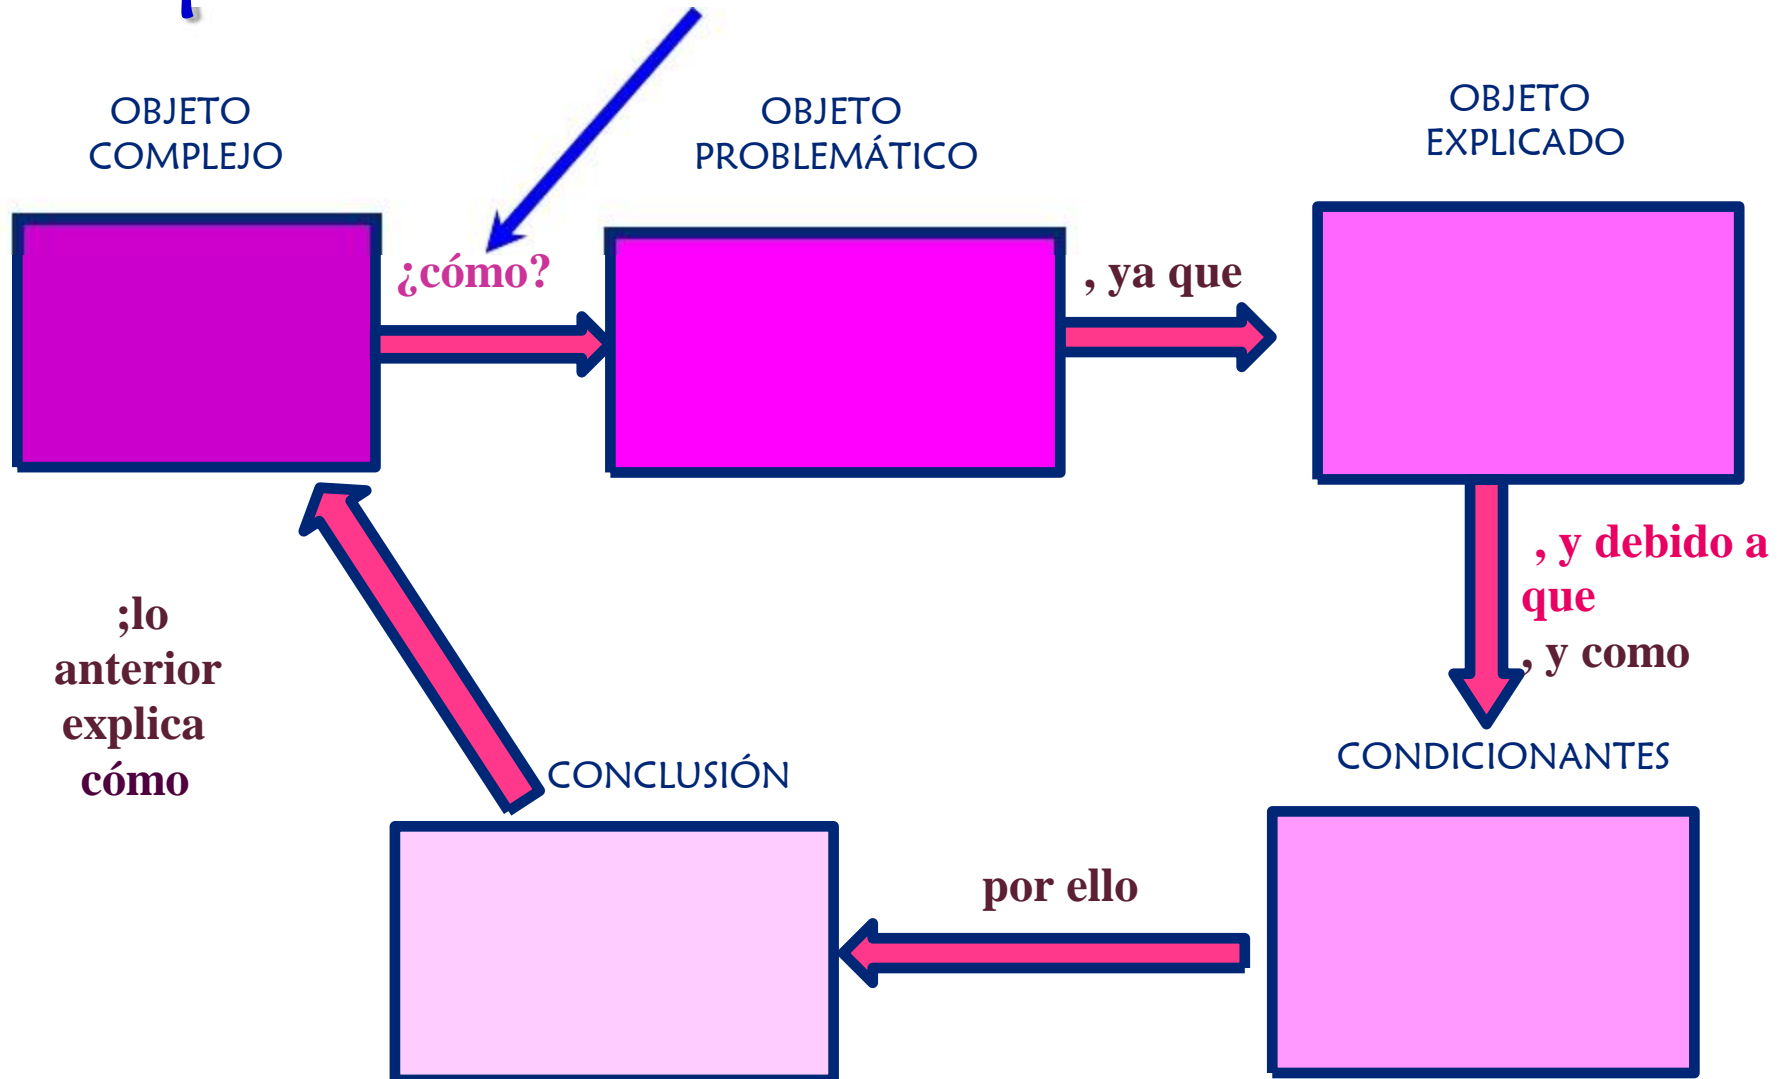 OBJETO
COMPLEJO
OBJETO
PROBLEMÁTICO
OBJETO
EXPLICADO
¿cómo?
, ya que
, y debido a
que
, y como
;lo
anterior
explica
cómo
CONCLUSIÓN
CONDICIONANTES
por ello